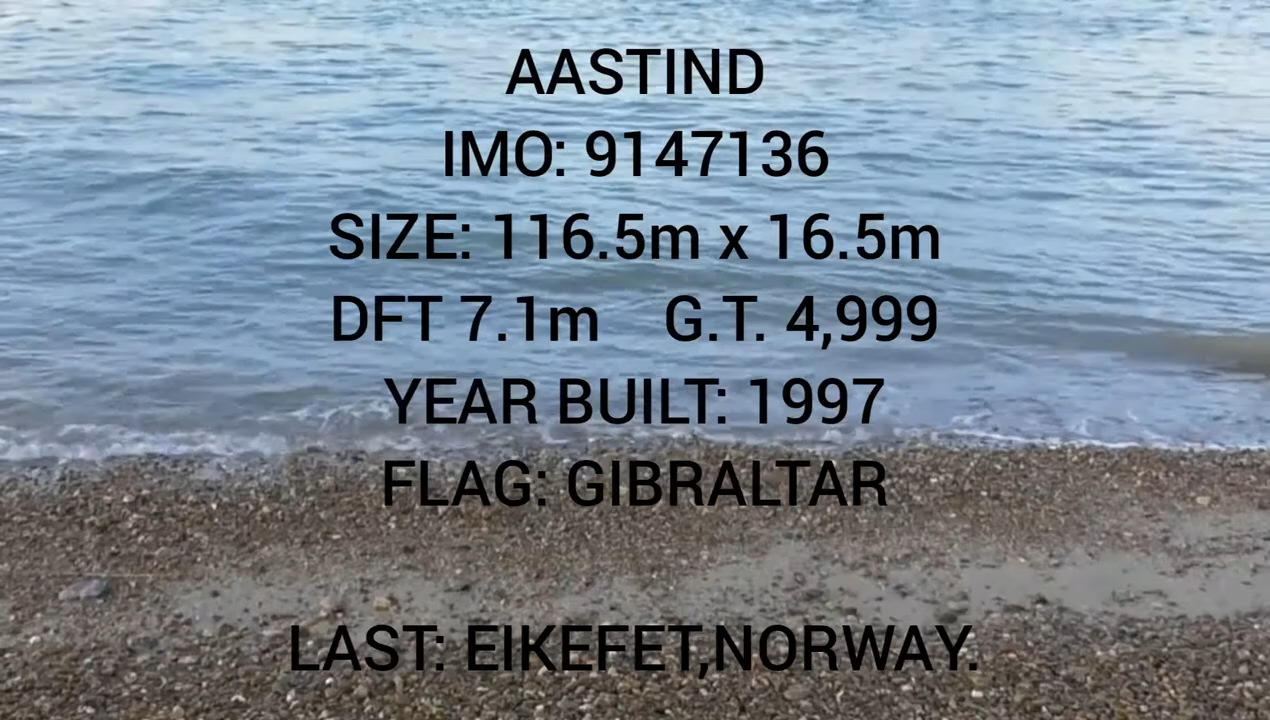 AASTIND
IMO: 9147136
SIZE: 116.5m x 16.5m
DFT 7.1m G.T. 4,999
YEAR BUILT: 1997
FLAG: GIBRALTAR
LAST: EIKEFET,NORWAY.